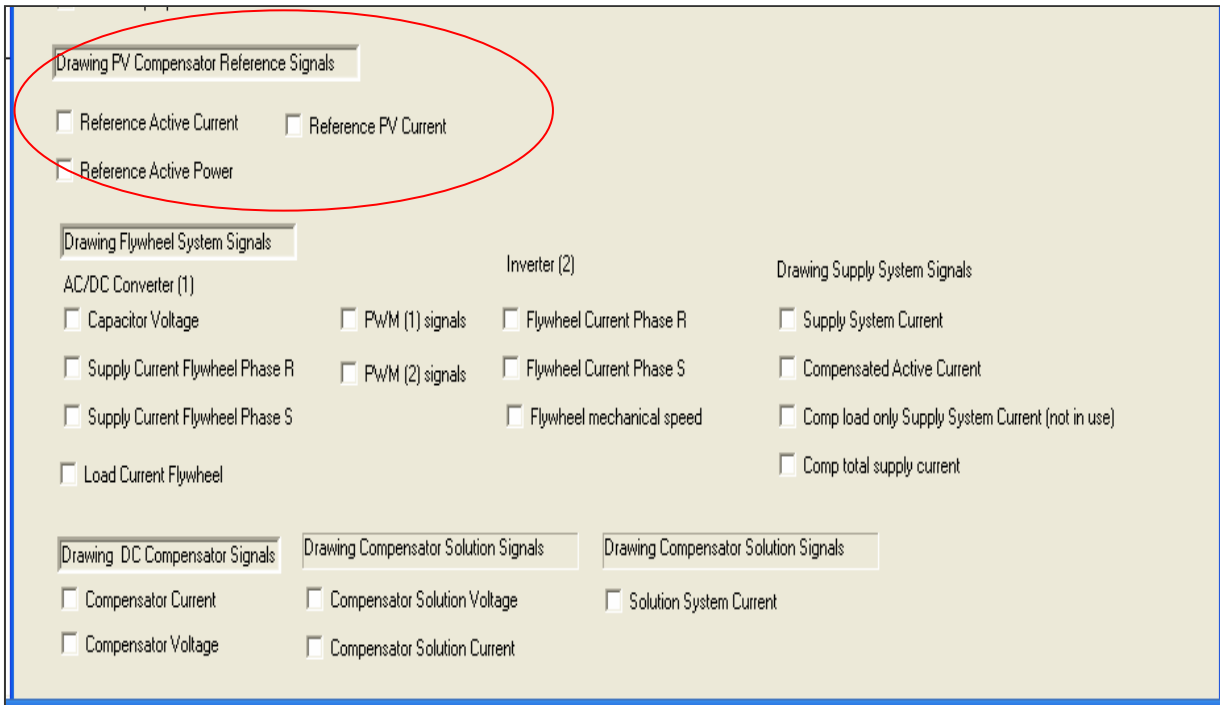 Drawing PV Compensator Reference Signals
Reference Active Current
Reference PV Current
Reference Active Power
Drawing Flywheel System Signals
AC/DC Converter (1)
Capacitor Voltage
Supply Current Flywheel Phase R
Supply Current Flywheel Phase S
Load Current Flywheel
PWM (1) signals
PWM (2) signals
Inverter (2)
Flywheel Current Phase R
Flywheel Current Phase S
Flywheel mechanical speed
Drawing Supply System Signals
Supply System Current
Compensated Active Current
Comp load only Supply System Current (not in use)
Comp total supply current
Drawing DC Compensator Signals
Compensator Current
Compensator Voltage
Drawing Compensator Solution Signals
Compensator Solution Voltage
Compensator Solution Current
Drawing Compensator Solution Signals
Solution System Current